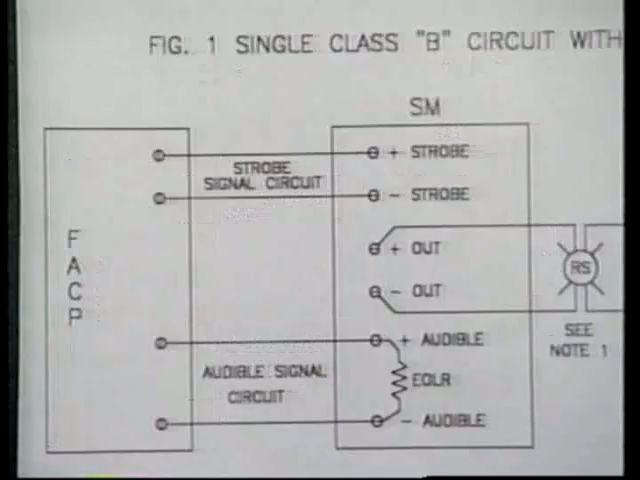 FIG. 1 SINGLE CLASS "B" CIRCUIT WITH
SM
+ STROBE
STROBE
SIGNAL CIRCUIT
- STROBE
FACP
+ OUT
RS
- OUT
SEE
NOTE 1
+ AUDIBLE
AUDIBLE SIGNAL
CIRCUIT
EOLR
- AUDIBLE